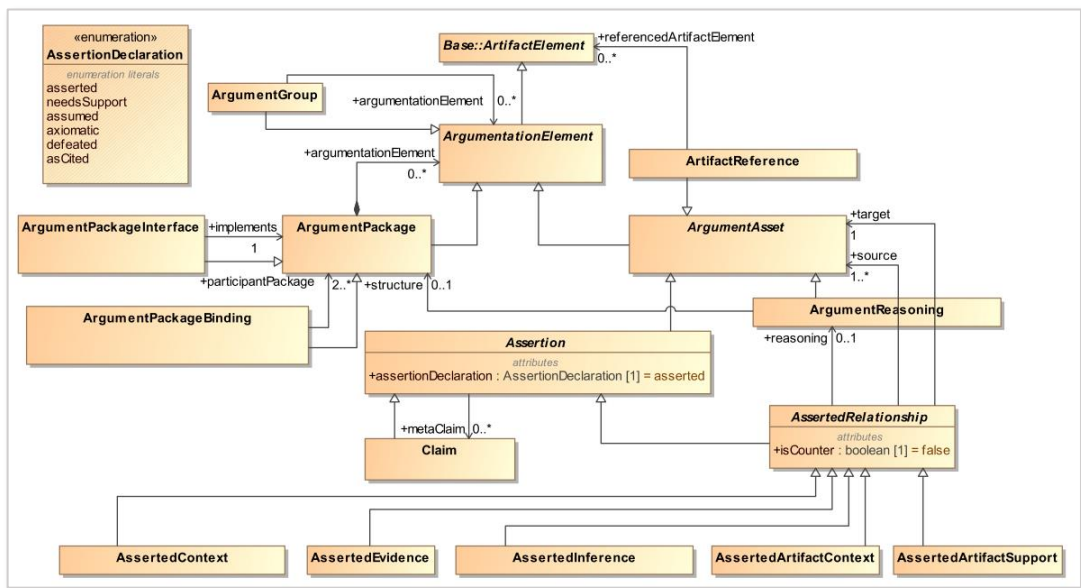 «enumeration»
AssertionDeclaration
enumeration literals
asserted
needsSupport
assumed
axiomatic
defeated
asCited
Base::ArtifactElement
+referencedArtifactElement
0..*
ArgumentGroup
+argumentationElement
0..*
ArgumentationElement
+argumentationElement
0..*
ArtifactReference
ArgumentPackageInterface
+implements
1
ArgumentPackage
ArgumentAsset
+target
1
+source
1..*
+participantPackage
2..*
+structure
0..1
ArgumentPackageBinding
ArgumentReasoning
+reasoning
0..1
Assertion
attributes
+assertionDeclaration : AssertionDeclaration [1] = asserted
+metaClaim
0..*
Claim
AssertedRelationship
attributes
+isCounter : boolean [1] = false
AssertedContext
AssertedEvidence
AssertedInference
AssertedArtifactContext
AssertedArtifactSupport